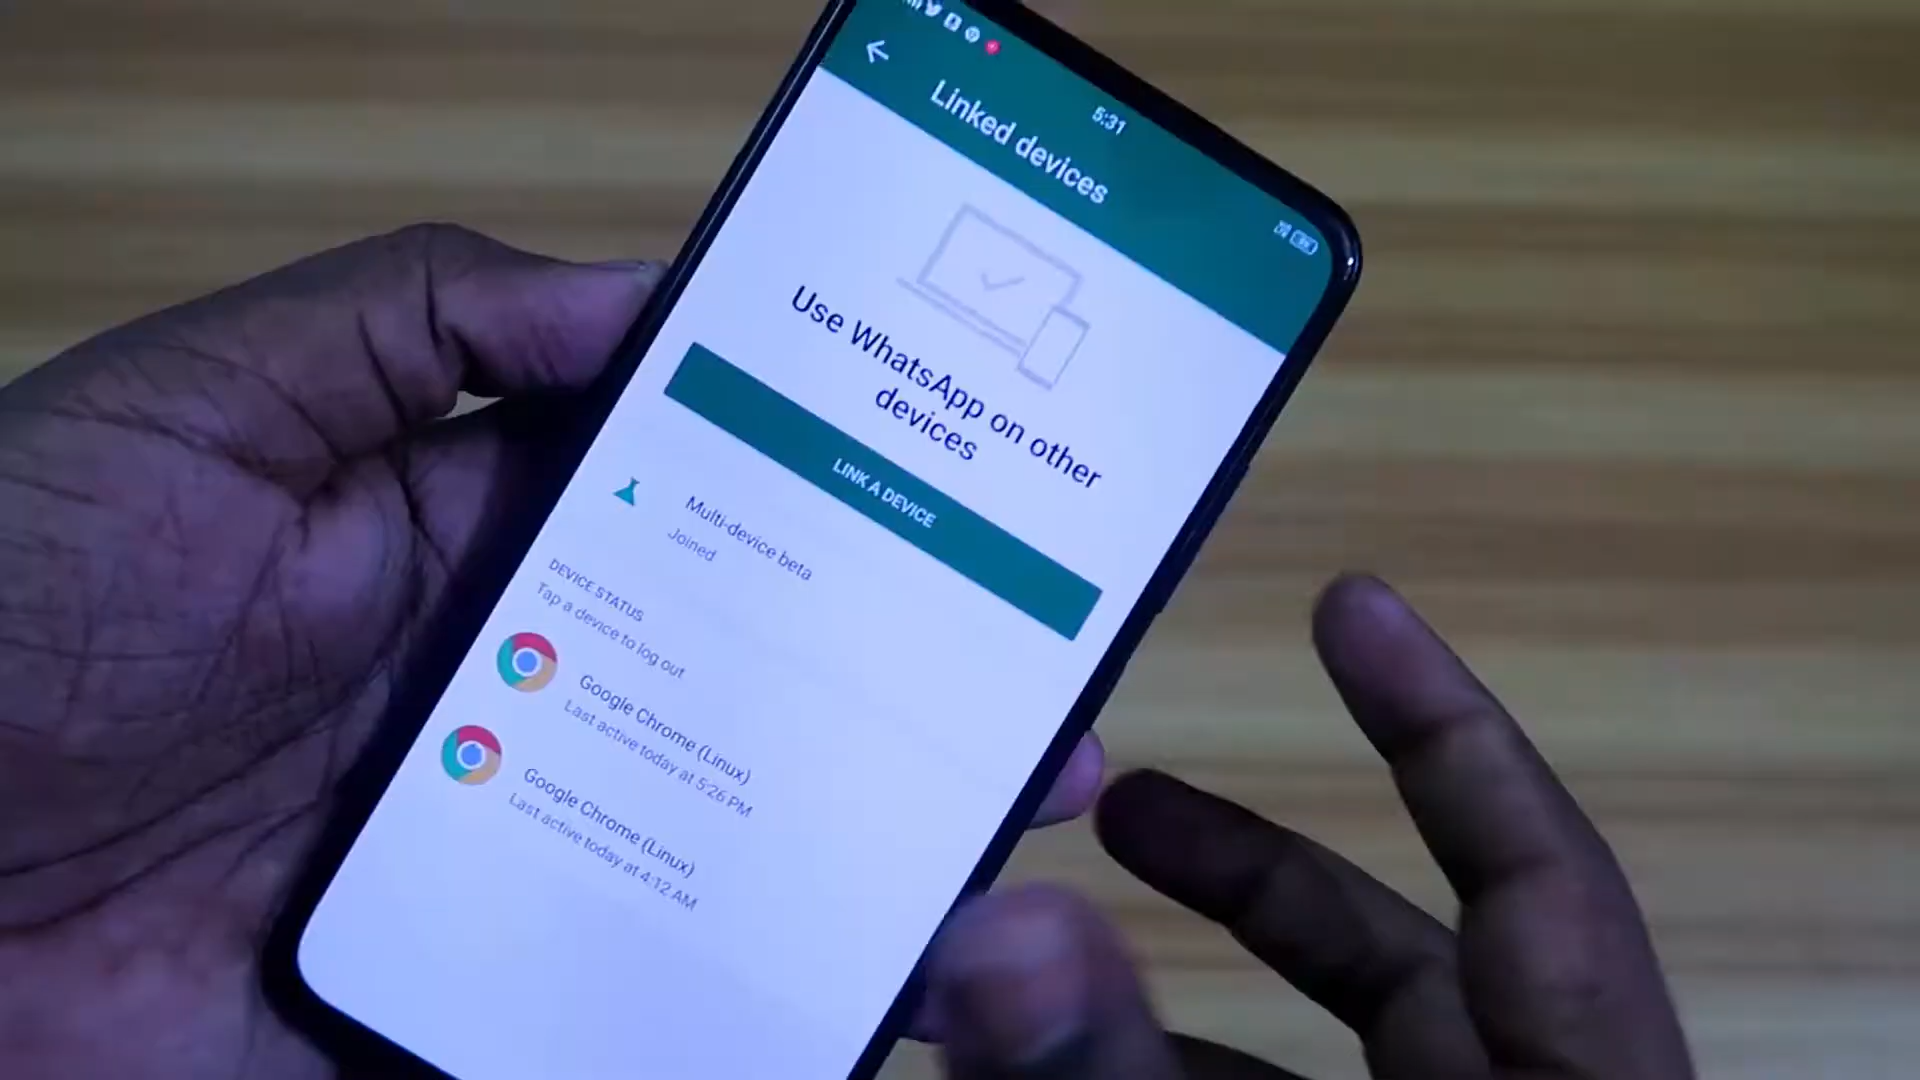 5:31
Linked devices
Use WhatsApp on other
devices
LINK A DEVICE
Multi-device beta
Joined
DEVICE STATUS
Tap a device to log out
Google Chrome (Linux)
Last active today at 5:26 PM
Google Chrome (Linux)
Last active today at 4:12 AM